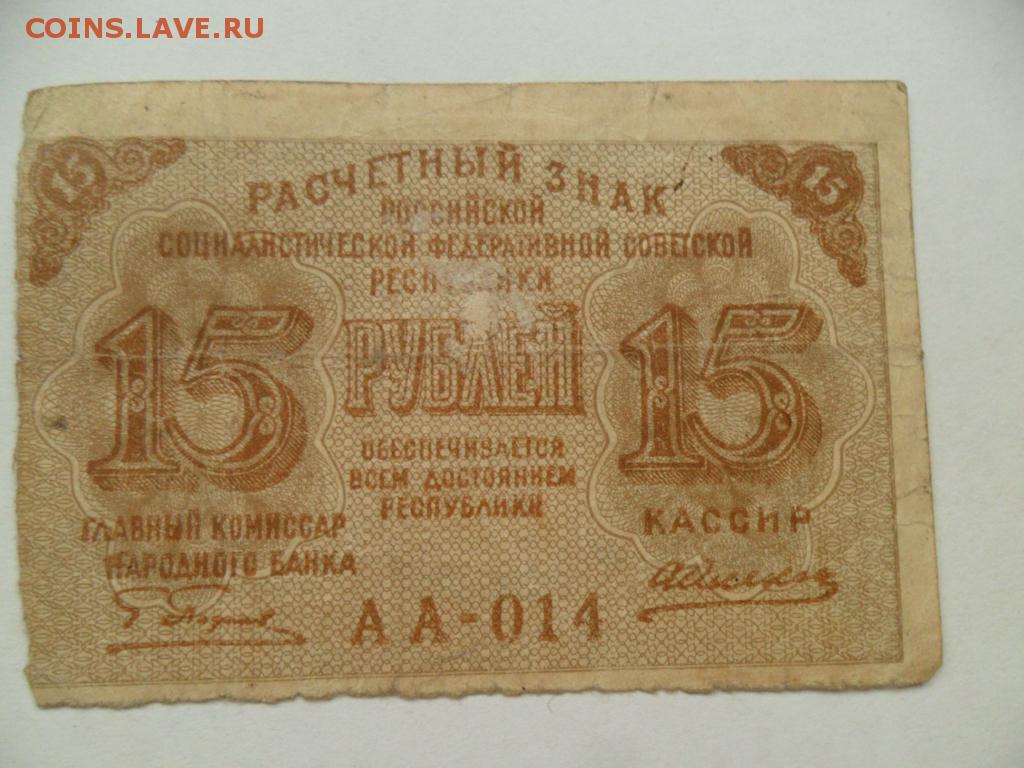 COINS.LAVE.RU
15
15
РАСЧЕТНЫЙ ЗНАК
РОССИЙСКОЙ
СОЦИАЛИСТИЧЕСКОЙ ФЕДЕРАТИВНОЙ СОВЕТСКОЙ
РЕСПУБЛИКИ
15 РУБЛЕЙ 15
ОБЕСПЕЧИВАЕТСЯ
ВСЕМ ДОСТОЯНИЕМ
РЕСПУБЛИКИ
ГЛАВНЫЙ КОМИССАР
НАРОДНОГО БАНКА
КАССИР
АА-014